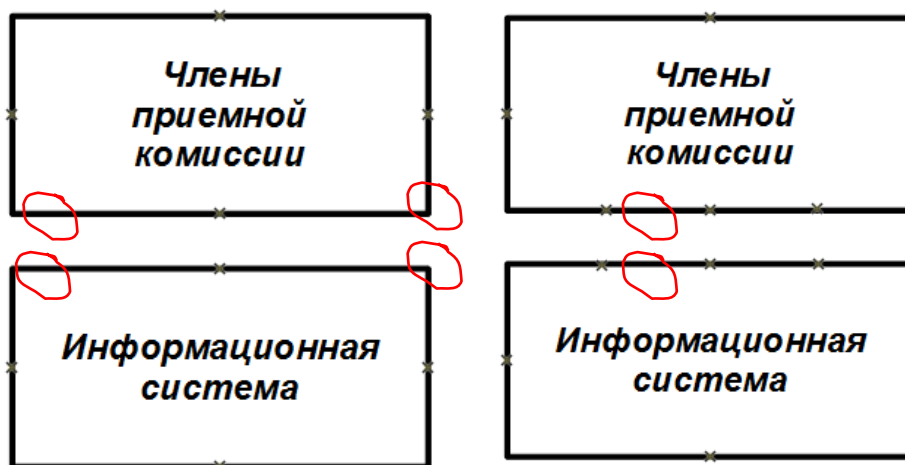 Члены
приемной
комиссии
Члены
приемной
комиссии
Информационная
система
Информационная
система